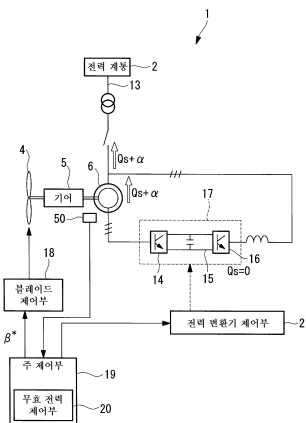 1
전력 계통
2
13
4
5
6
기어
Qs+α
Qs+α
50
17
18
14
15
16
Qs=0
블레이드
제어부
β*
전력 변환기 제어부
2
주 제어부
19
무효 전력
제어부
20